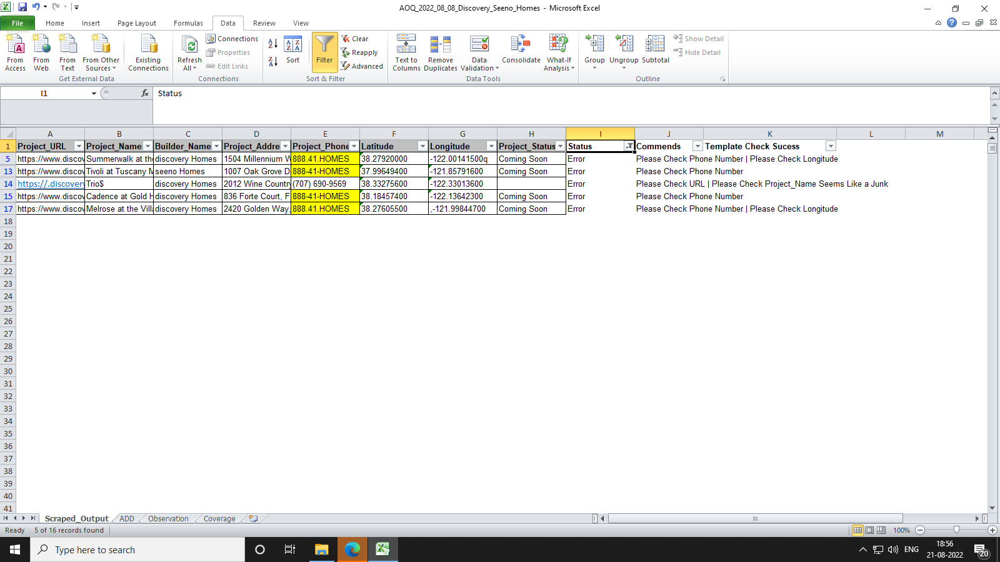 AOQ_2022_08_08_Discovery_Seeno_Homes - Microsoft Excel
File Home Insert Page Layout Formulas Data Review View
From Access From Web From Text From Other Sources Existing Connections Refresh All Connections Properties Edit Links Sort Filter Clear Reapply Advanced Text to Columns Remove Duplicates Data Validation Consolidate What-If Analysis Group Ungroup Subtotal Show Detail Hide Detail
Get External Data Connections Sort & Filter Data Tools Outline
I1 fx Status
A B C D E F G H I J K L M
1 Project_URL Project_Name Builder_Name Project_Addre Project_Phone Latitude Longitude Project_Status Status Commends Template Check Sucess
5 https://www.discov Summerwalk at the discovery Homes 1504 Millennium W 888.41.HOMES 38.27920000 -122.00141500q Coming Soon Error Please Check Phone Number | Please Check Longitude
13 https://www.discov Tivoli at Tuscany M seeno Homes 1007 Oak Grove D 888-41-HOMES 37.99649400 -121.85791600 Coming Soon Error Please Check Phone Number
14 https://.discovery Trio$ discovery Homes 2012 Wine Country (707) 690-9569 38.33275600 -122.33013600 Error Please Check URL | Please Check Project_Name Seems Like a Junk
15 https://www.discov Cadence at Gold H discovery Homes 836 Forte Court, F 888-41-HOMES 38.18457400 -122.13642300 Coming Soon Error Please Check Phone Number
17 https://www.discov Melrose at the Villa discovery Homes 2420 Golden Way, 888.41.HOMES 38.27605500 ,-121.99844700 Coming Soon Error Please Check Phone Number | Please Check Longitude
18
19
20
21
22
23
24
25
26
27
28
29
30
31
32
33
34
35
36
37
38
39
40
41
Scraped_Output ADD Observation Coverage
Ready 5 of 16 records found 100%
Type here to search ENG 18:56
21-08-2022 20